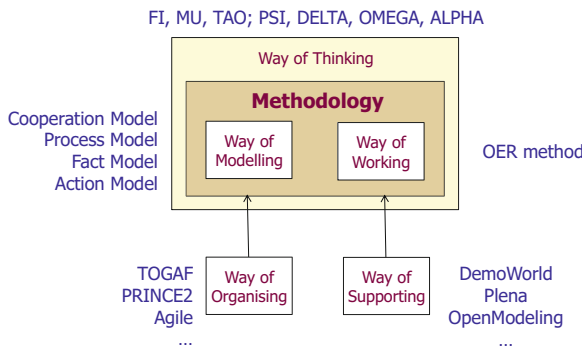 FI, MU, TAO; PSI, DELTA, OMEGA, ALPHA
Way of Thinking
Methodology
Cooperation Model
Process Model
Fact Model
Action Model
Way of
Modelling
Way of
Working
OER method
TOGAF
PRINCE2
Agile
...
Way of
Organising
Way of
Supporting
DemoWorld
Plena
OpenModeling
...